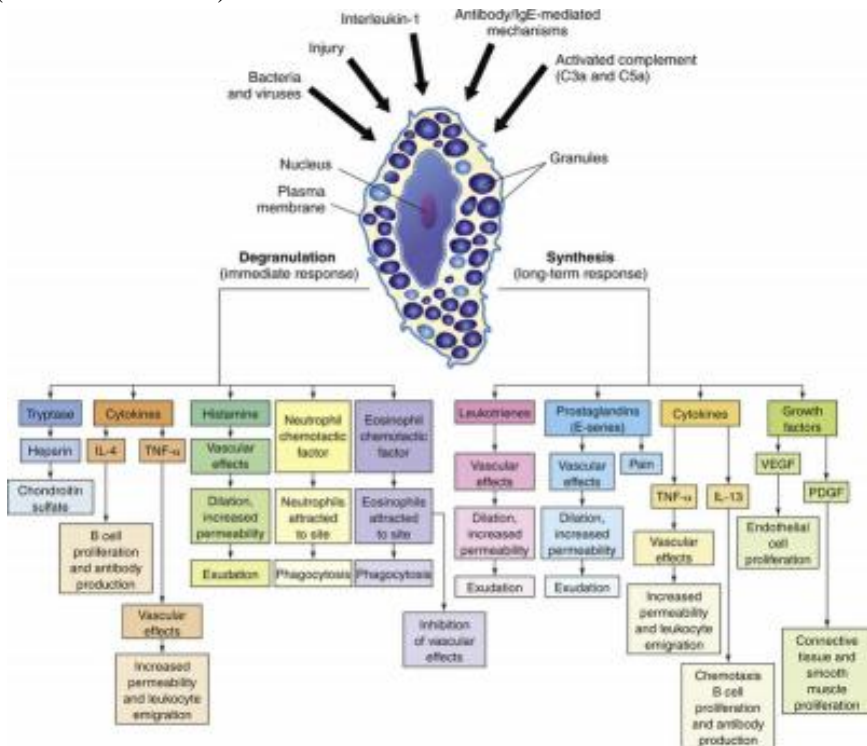 Interleukin-1
Antibody/IgE-mediated
mechanisms
Injury
Activated complement
(C3a and C5a)
Bacteria
and viruses
Nucleus
Granules
Plasma
membrane
Degranulation
(immediate response)
Synthesis
(long-term response)
Tryptase
Heparin
Chondroitin
sulfate
Cytokines
IL-4
TNF-α
B cell
proliferation
and antibody
production
Vascular
effects
Increased
permeability
and leukocyte
emigration
Histamine
Vascular
effects
Dilation,
increased
permeability
Exudation
Neutrophil
chemotactic
factor
Neutrophils
attracted
to site
Phagocytosis
Eosinophil
chemotactic
factor
Eosinophils
attracted
to site
Phagocytosis
Inhibition
of vascular
effects
Leukotrienes
Vascular
effects
Dilation,
increased
permeability
Exudation
Prostaglandins
(E-series)
Vascular
effects
Pain
Dilation,
increased
permeability
Exudation
Cytokines
TNF-α
IL-13
Vascular
effects
Increased
permeability
and leukocyte
emigration
Chemotaxis
B cell
proliferation
and antibody
production
Growth
factors
VEGF
PDGF
Endothelial
cell
proliferation
Connective
tissue and
smooth
muscle
proliferation